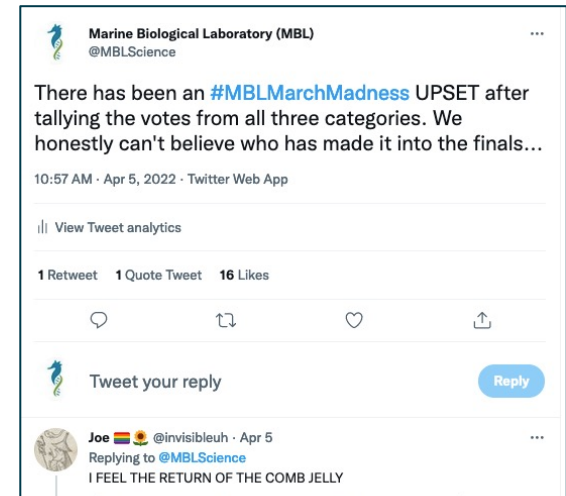 Marine Biological Laboratory (MBL)
@MBLScience
There has been an #MBLMarchMadness UPSET after
tallying the votes from all three categories. We
honestly can't believe who has made it into the finals...
10:57 AM · Apr 5, 2022 · Twitter Web App
View Tweet analytics
1 Retweet 1 Quote Tweet 16 Likes
Tweet your reply
Reply
Joe 🏳️‍🌈 🌻 @invisibleuh · Apr 5
Replying to @MBLScience
I FEEL THE RETURN OF THE COMB JELLY